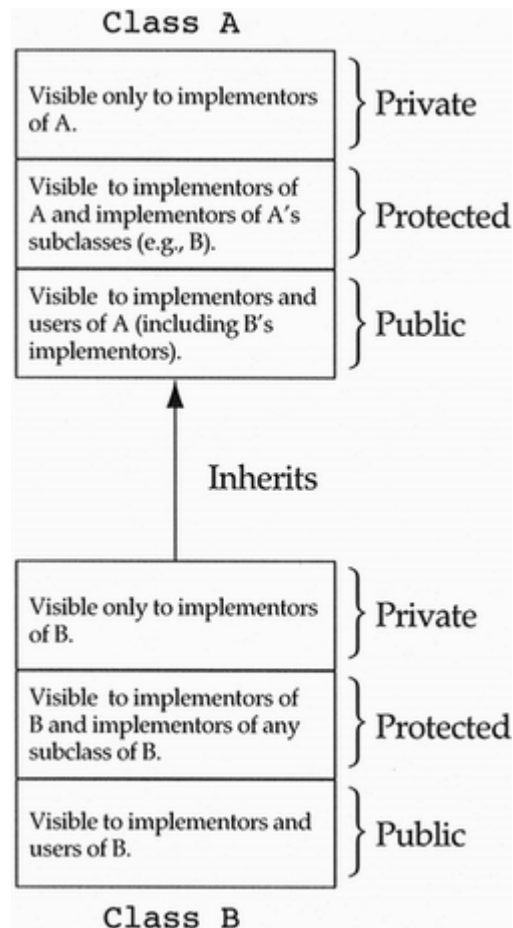 Class A
Visible only to implementors
of A.
Private
Visible to implementors of
A and implementors of A's
subclasses (e.g., B).
Protected
Visible to implementors and
users of A (including B's
implementors).
Public
Inherits
Visible only to implementors
of B.
Private
Visible to implementors of
B and implementors of any
subclass of B.
Protected
Visible to implementors and
users of B.
Public
Class B